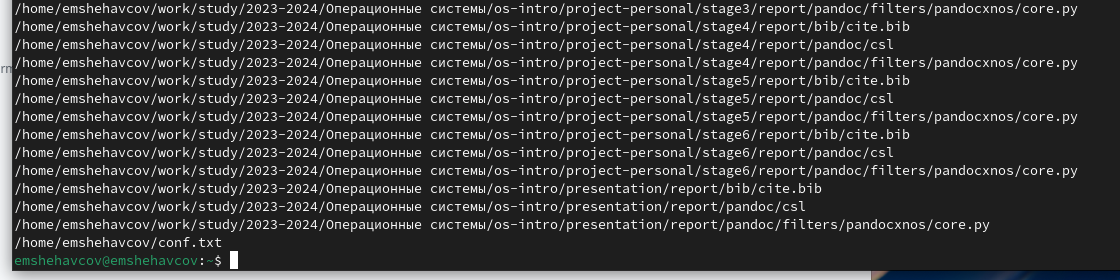 /home/emshehavcov/work/study/2023-2024/Операционные системы/os-intro/project-personal/stage3/report/pandoc/filters/pandocxnos/core.py
/home/emshehavcov/work/study/2023-2024/Операционные системы/os-intro/project-personal/stage4/report/bib/cite.bib
/home/emshehavcov/work/study/2023-2024/Операционные системы/os-intro/project-personal/stage4/report/pandoc/csl
/home/emshehavcov/work/study/2023-2024/Операционные системы/os-intro/project-personal/stage4/report/pandoc/filters/pandocxnos/core.py
/home/emshehavcov/work/study/2023-2024/Операционные системы/os-intro/project-personal/stage5/report/bib/cite.bib
/home/emshehavcov/work/study/2023-2024/Операционные системы/os-intro/project-personal/stage5/report/pandoc/csl
/home/emshehavcov/work/study/2023-2024/Операционные системы/os-intro/project-personal/stage5/report/pandoc/filters/pandocxnos/core.py
/home/emshehavcov/work/study/2023-2024/Операционные системы/os-intro/project-personal/stage6/report/bib/cite.bib
/home/emshehavcov/work/study/2023-2024/Операционные системы/os-intro/project-personal/stage6/report/pandoc/csl
/home/emshehavcov/work/study/2023-2024/Операционные системы/os-intro/project-personal/stage6/report/pandoc/filters/pandocxnos/core.py
/home/emshehavcov/work/study/2023-2024/Операционные системы/os-intro/presentation/report/bib/cite.bib
/home/emshehavcov/work/study/2023-2024/Операционные системы/os-intro/presentation/report/pandoc/csl
/home/emshehavcov/work/study/2023-2024/Операционные системы/os-intro/presentation/report/pandoc/filters/pandocxnos/core.py
/home/emshehavcov/conf.txt
emshehavcov@emshehavcov:~$